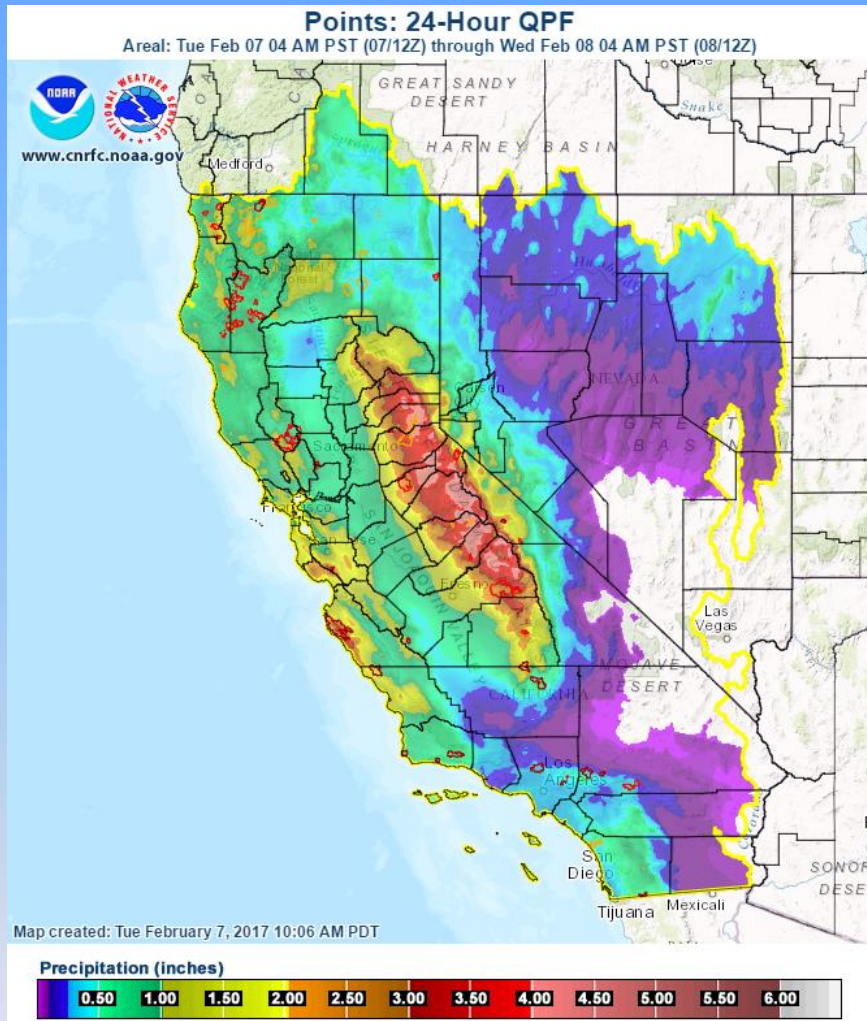 Points: 24-Hour QPF
Areal: Tue Feb 07 04 AM PST (07/12Z) through Wed Feb 08 04 AM PST (08/12Z)
NOAA
NATIONAL WEATHER SERVICE
www.cnrfc.noaa.gov
GREAT SANDY
DESERT
Snake
HARNEY BASIN
Medford
NEVADA
GREAT
BASIN
Carson
Sacramento
Francisco
San Jose
SAN JOAQUIN VALLEY
Fresno
Las
Vegas
MOJAVE
DESERT
CALIFORNIA
Los
Angeles
San
Diego
Tijuana
Mexicali
SONOR
DESE
Map created: Tue February 7, 2017 10:06 AM PDT
Precipitation (inches)
0.50 1.00 1.50 2.00 2.50 3.00 3.50 4.00 4.50 5.00 5.50 6.00